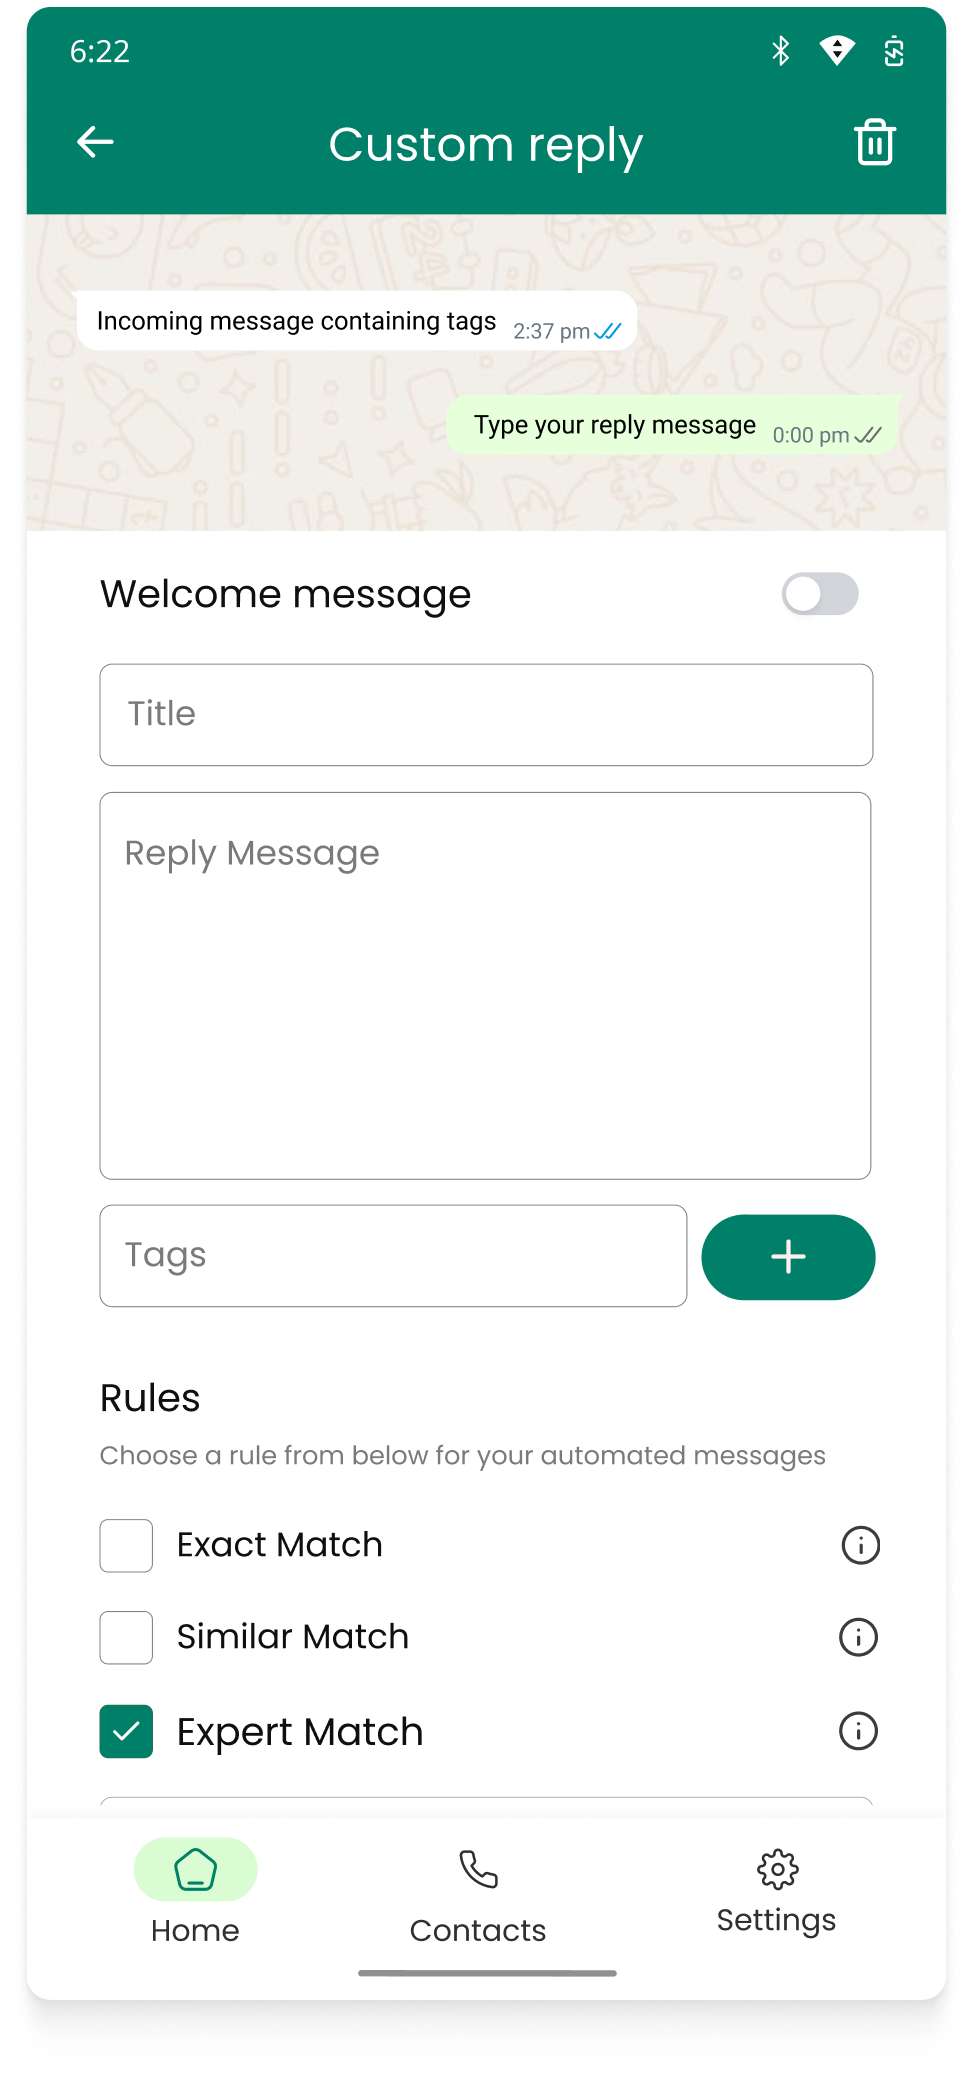 6:22
Custom reply
Incoming message containing tags 2:37 pm
Type your reply message 0:00 pm
Welcome message
Title
Reply Message
Tags
Rules
Choose a rule from below for your automated messages
Exact Match
Similar Match
Expert Match
Home
Contacts
Settings